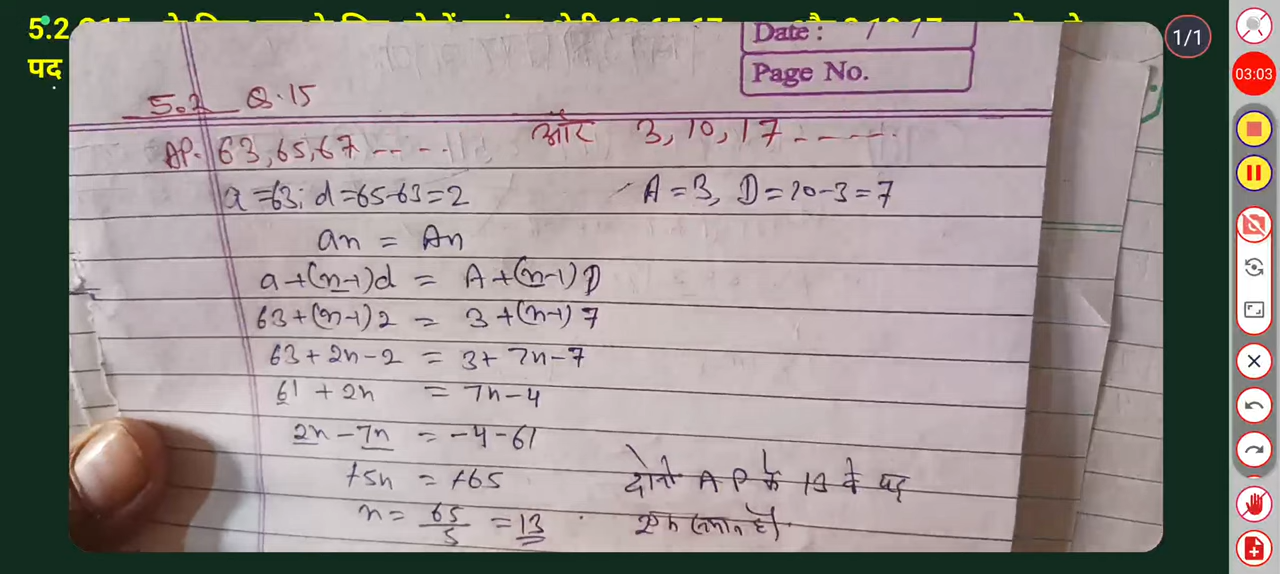 5.2
पद
1/1
03:03
Date : / /
Page No.
5.2 Q.15
AP- 63,65,67 ----- और 3,10,17 -----
a=63; d=65-63=2 A=3, D=10-3=7
an = An
a+(n-1)d = A+(n-1)D
63+(n-1)2 = 3+(n-1)7
63+2n-2 = 3+7n-7
61+2n = 7n-4
2n-7n = -4-61
+5n = +65 दोनो AP के 13 वे पद
n= 65/5 = 13